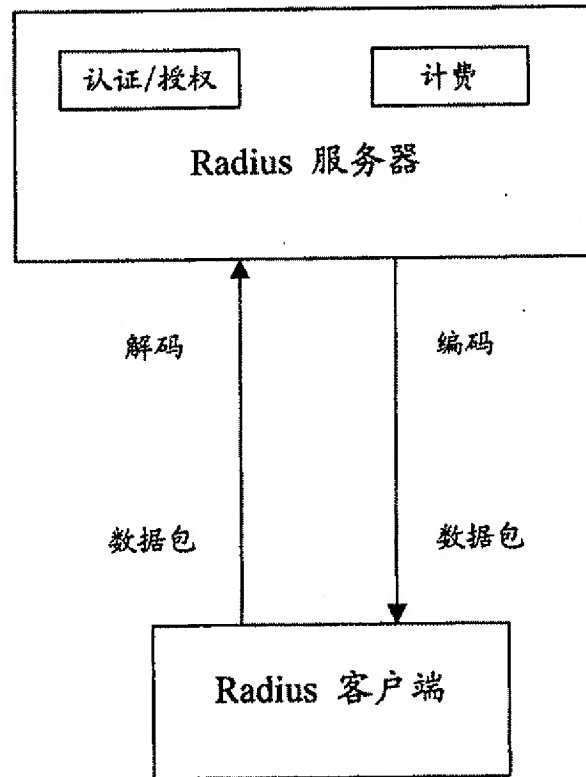 认证/授权
计费
Radius 服务器
解码
编码
数据包
数据包
Radius 客户端